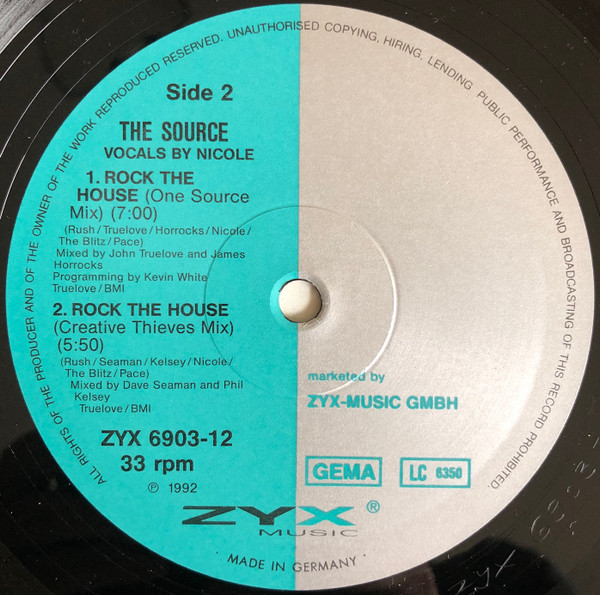 ALL RIGHTS OF THE PRODUCER AND OF THE OWNER OF THE WORK REPRODUCED RESERVED. UNAUTHORISED COPYING, HIRING, LENDING PUBLIC PERFORMANCE AND BROADCASTING OF THIS RECORD PROHIBITED.
Side 2
THE SOURCE
VOCALS BY NICOLE
1. ROCK THE
HOUSE (One Source
Mix) (7:00)
(Rush/Truelove/Horrocks/Nicole/
The Blitz/Pace)
Mixed by John Truelove and James
Horrocks
Programming by Kevin White
Truelove/BMI
2. ROCK THE HOUSE
(Creative Thieves Mix)
(5:50)
(Rush/Seaman/Kelsey/Nicole/
The Blitz/Pace)
Mixed by Dave Seaman and Phil
Kelsey
Truelove/BMI
marketed by
ZYX-MUSIC GMBH
ZYX 6903-12
33 rpm
℗ 1992
GEMA
LC 6350
ZYX ®
MUSIC
· MADE IN GERMANY ·
zyx 6903